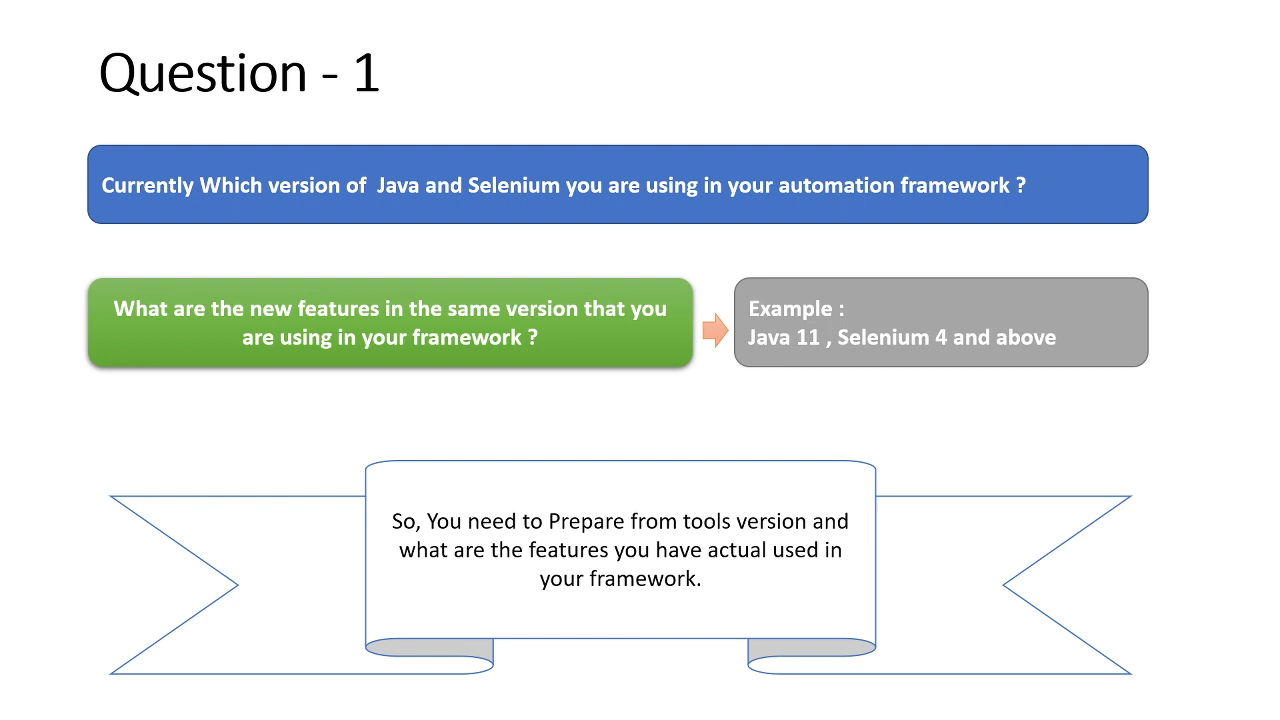 Question - 1
Currently Which version of  Java and Selenium you are using in your automation framework ?
What are the new features in the same version that you
are using in your framework ?
Example :
Java 11 , Selenium 4 and above
So, You need to Prepare from tools version and
what are the features you have actual used in
your framework.